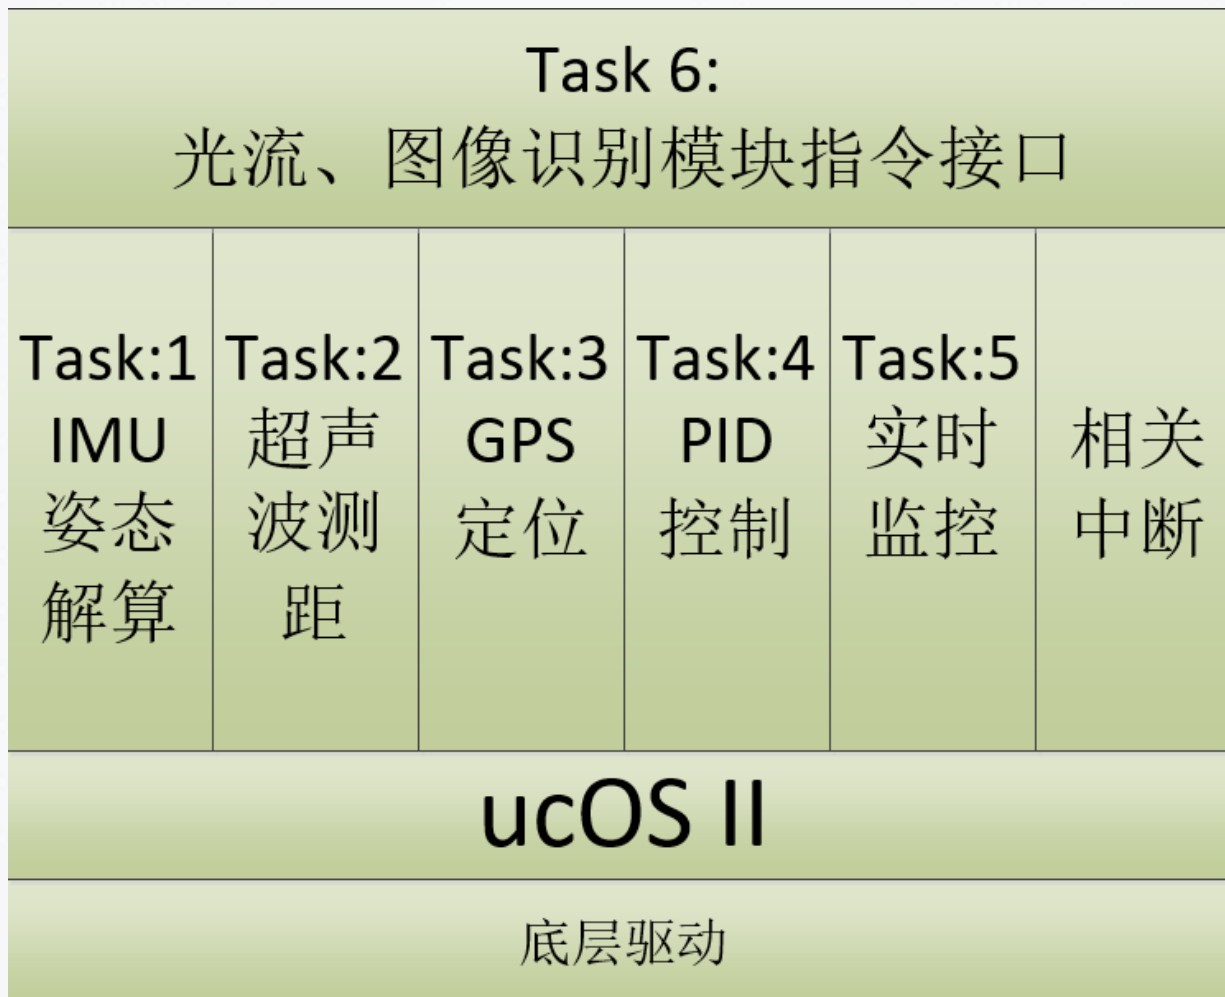 Task 6:
光流、图像识别模块指令接口
Task:1
IMU
姿态
解算
Task:2
超声
波测
距
Task:3
GPS
定位
Task:4
PID
控制
Task:5
实时
监控
相关
中断
ucOS II
底层驱动